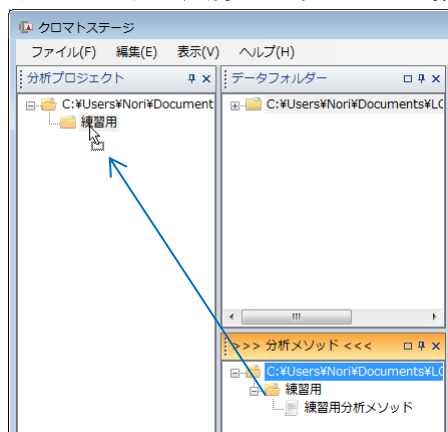 クロマトステージ
ファイル(F) 編集(E) 表示(V) ヘルプ(H)
分析プロジェクト
C:¥Users¥Nori¥Document
練習用
データフォルダー
C:¥Users¥Nori¥Documents¥LC
>>> 分析メソッド <<<
C:¥Users¥Nori¥Documents¥LC
練習用
練習用分析メソッド